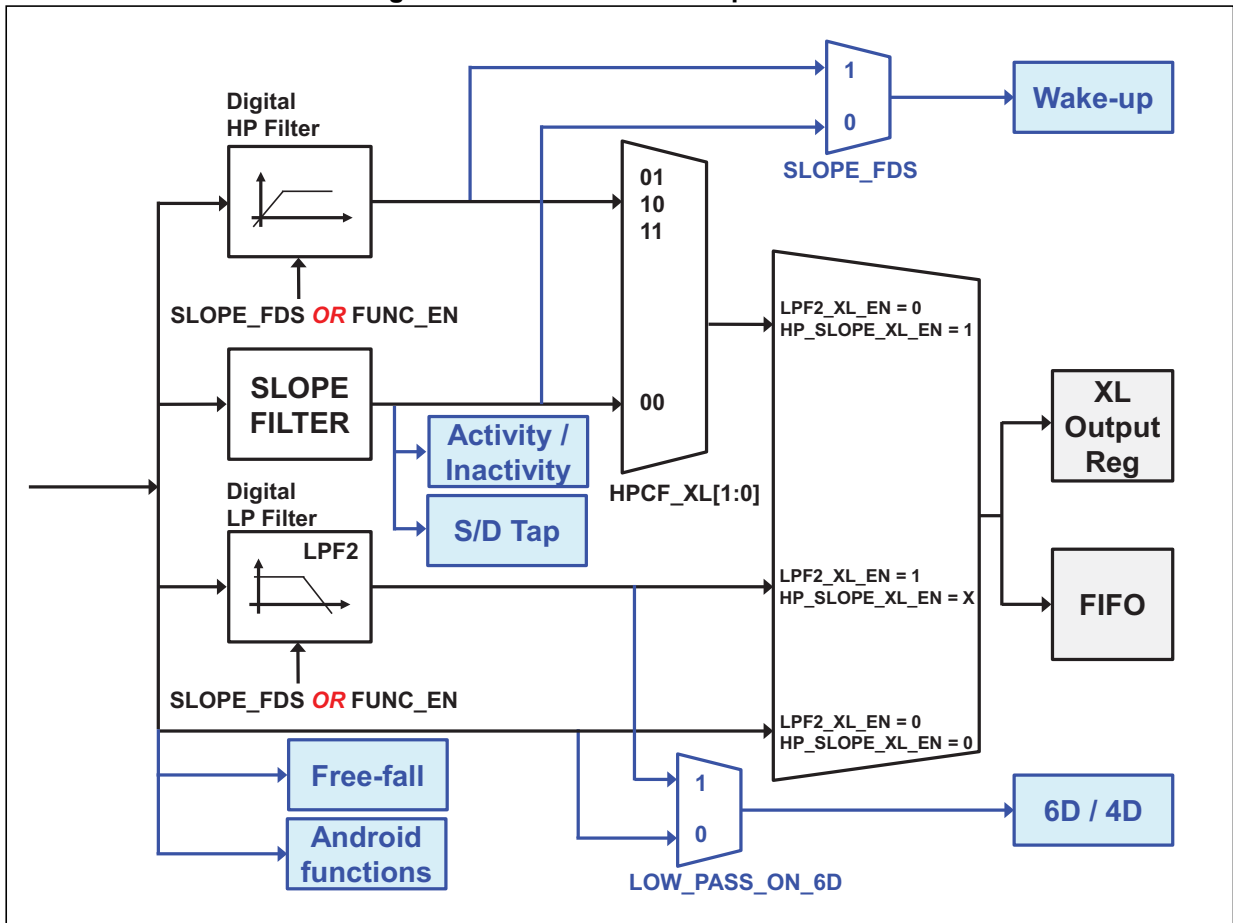 1
Wake-up
0
SLOPE_FDS
Digital
HP Filter
01
10
11
SLOPE_FDS OR FUNC_EN
LPF2_XL_EN = 0
HP_SLOPE_XL_EN = 1
SLOPE
FILTER
00
XL
Output
Reg
Activity /
Inactivity
HPCF_XL[1:0]
Digital
LP Filter
LPF2
S/D Tap
LPF2_XL_EN = 1
HP_SLOPE_XL_EN = X
FIFO
SLOPE_FDS OR FUNC_EN
LPF2_XL_EN = 0
HP_SLOPE_XL_EN = 0
Free-fall
1
0
6D / 4D
Android
functions
LOW_PASS_ON_6D